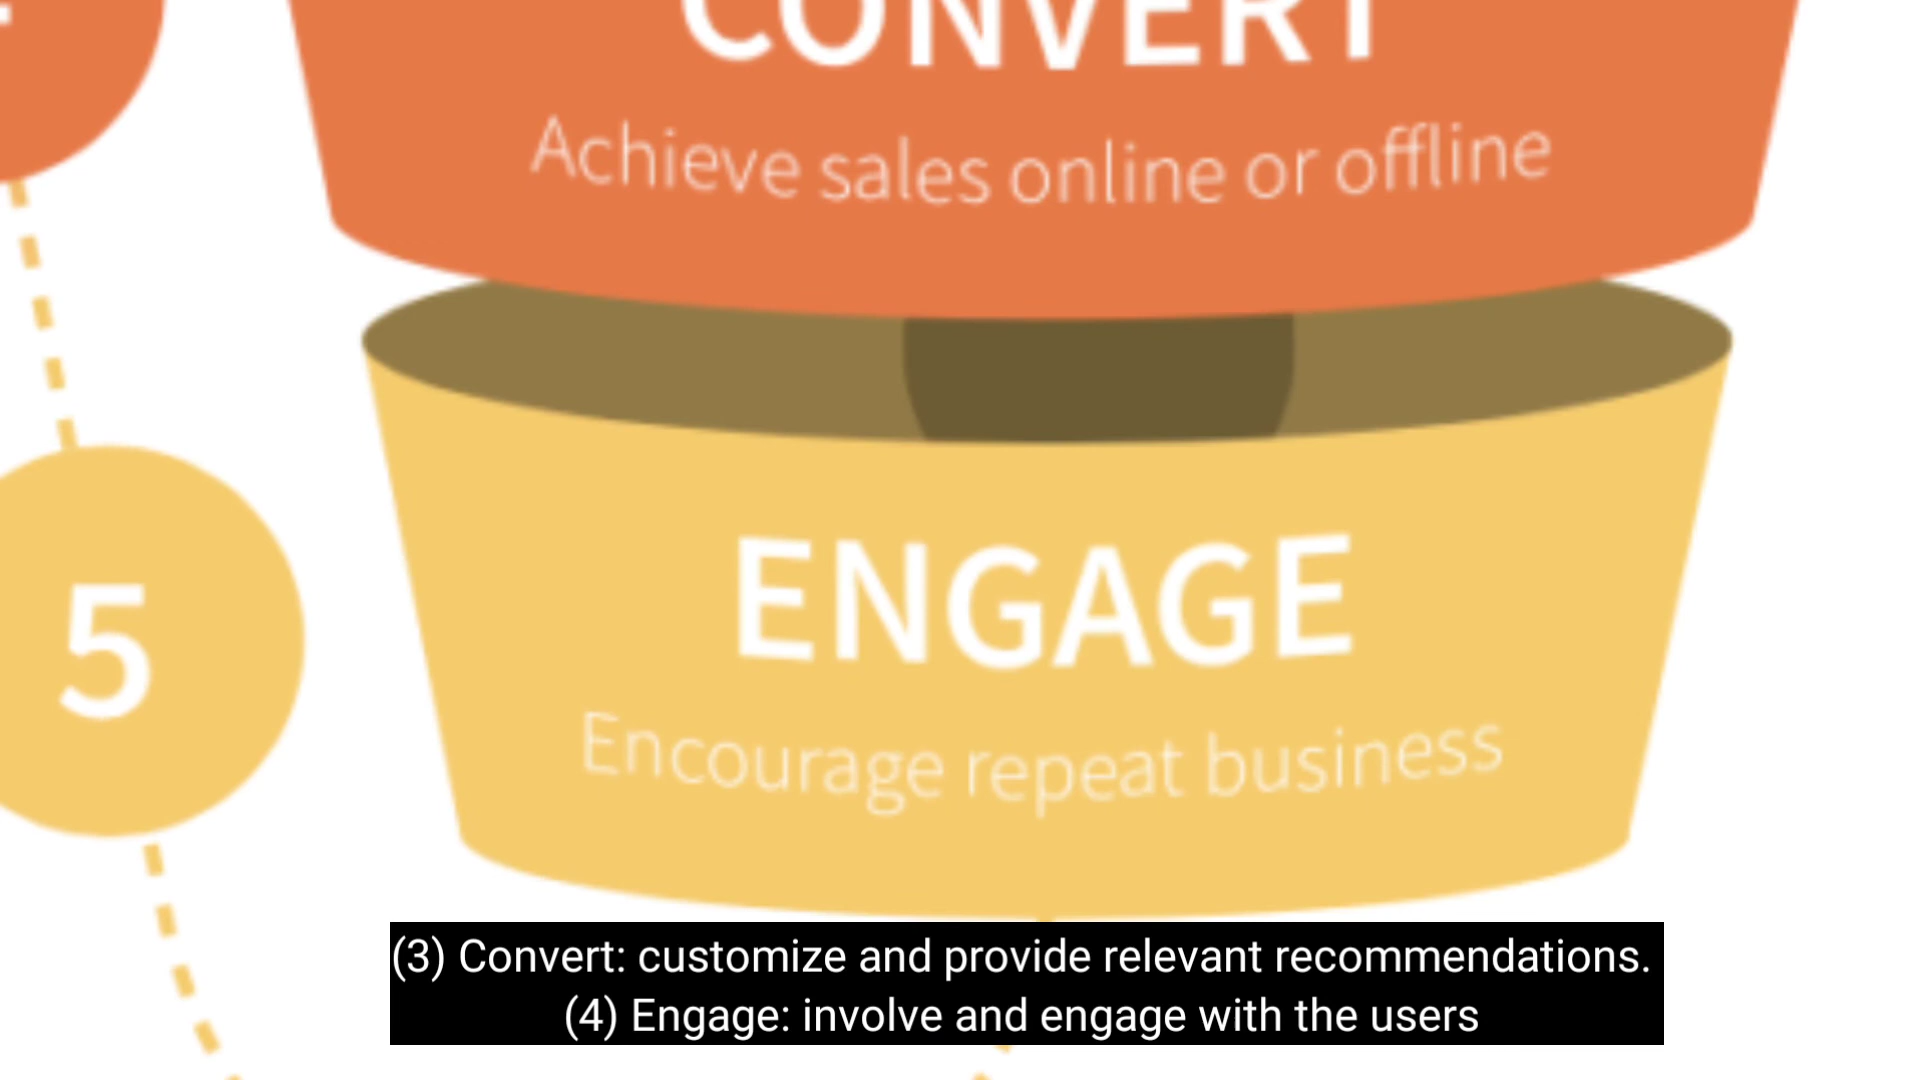 CONVERT
Achieve sales online or offline
5
ENGAGE
Encourage repeat business
(3) Convert: customize and provide relevant recommendations.
(4) Engage: involve and engage with the users